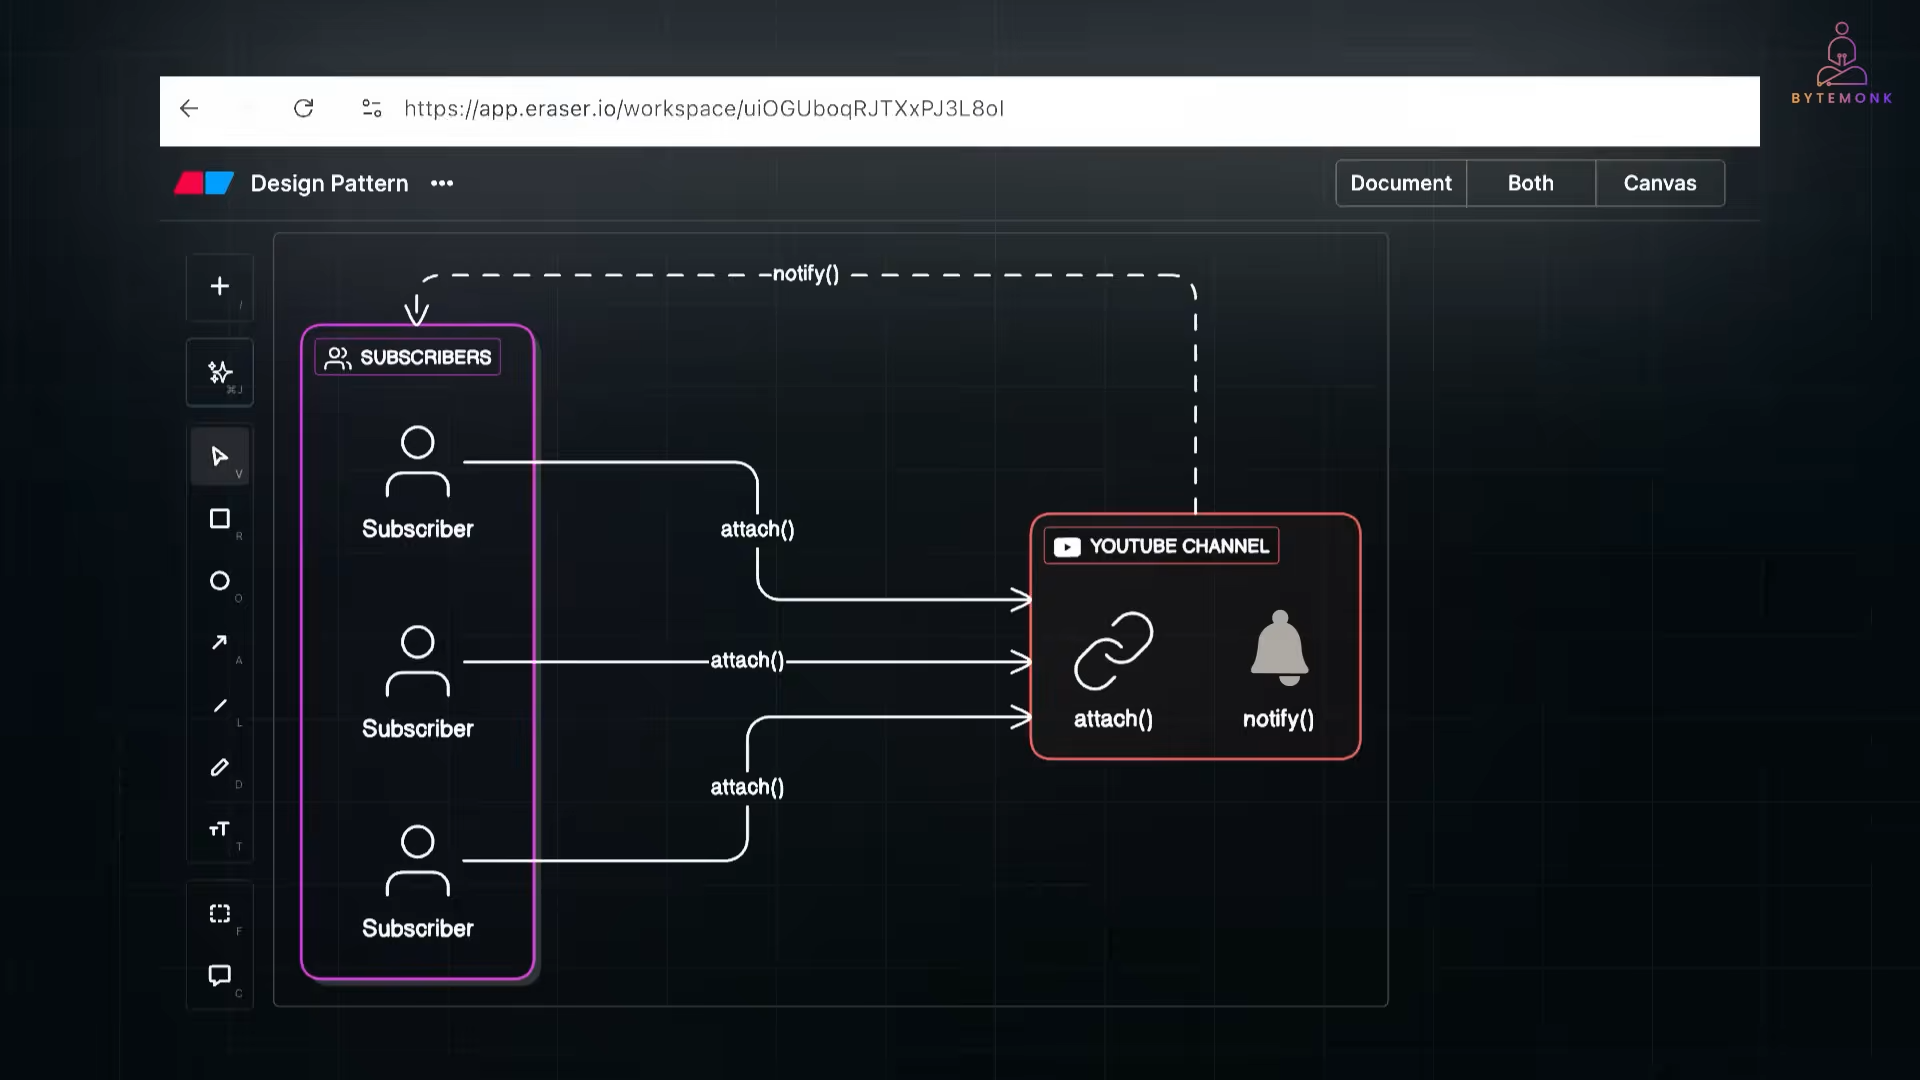 BYTEMONK
https://app.eraser.io/workspace/uiOGUboqRJTXxPJ3L8oI
Design Pattern
Document
Both
Canvas
notify()
/
SUBSCRIBERS
⌘J
V
Subscriber
attach()
R
YOUTUBE CHANNEL
O
attach()
A
attach()
notify()
L
Subscriber
D
attach()
T
Subscriber
F
C